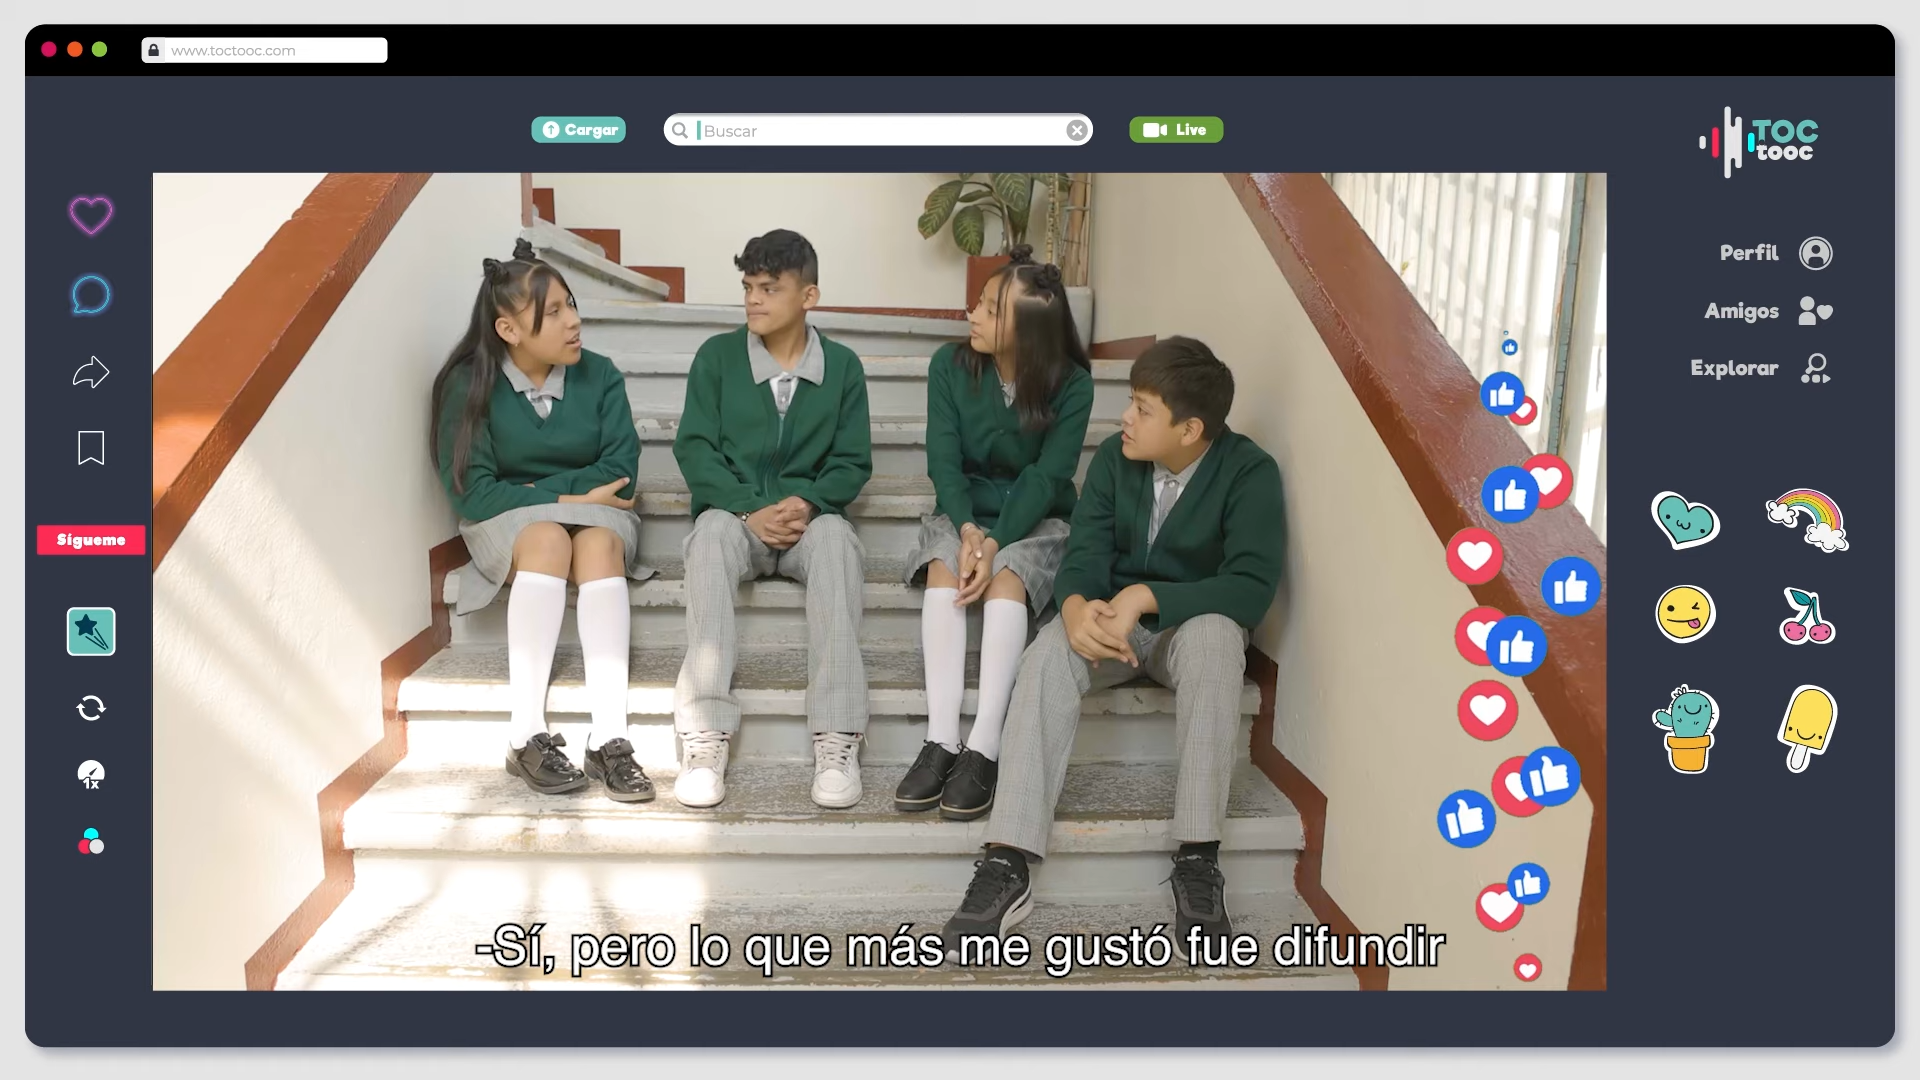 www.toctooc.com
Cargar
Buscar
Live
TOC
tooc
Perfil
Amigos
Explorar
Sígueme
1x
-Sí, pero lo que más me gustó fue difundir